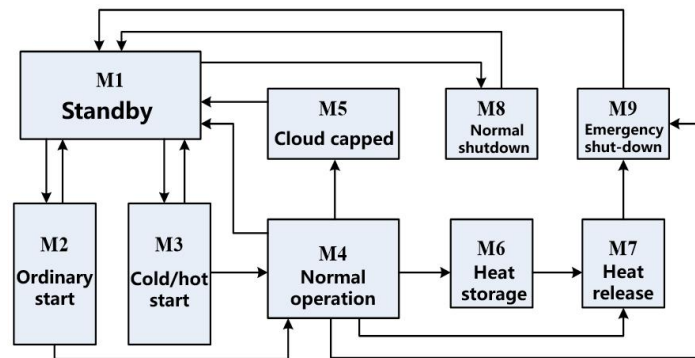 M1
Standby
M5
Cloud capped
M8
Normal
shutdown
M9
Emergency
shut-down
M2
Ordinary
start
M3
Cold/hot
start
M4
Normal
operation
M6
Heat
storage
M7
Heat
release